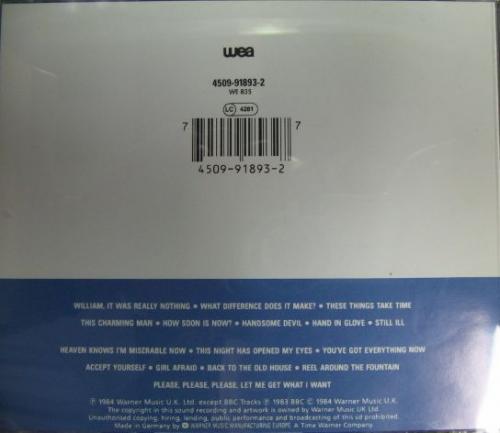 wea
4509-91893-2
WE 835
LC 4281
7 7
4509-91893-2
WILLIAM, IT WAS REALLY NOTHING • WHAT DIFFERENCE DOES IT MAKE? • THESE THINGS TAKE TIME
THIS CHARMING MAN • HOW SOON IS NOW? • HANDSOME DEVIL • HAND IN GLOVE • STILL ILL
HEAVEN KNOWS I'M MISERABLE NOW • THIS NIGHT HAS OPENED MY EYES • YOU'VE GOT EVERYTHING NOW
ACCEPT YOURSELF • GIRL AFRAID • BACK TO THE OLD HOUSE • REEL AROUND THE FOUNTAIN
PLEASE, PLEASE, PLEASE, LET ME GET WHAT I WANT
℗ 1984 Warner Music U.K. Ltd. except BBC Tracks ℗ 1983 BBC © 1984 Warner Music U.K.
The copyright in this sound recording and artwork is owned by Warner Music UK Ltd.
Unauthorised copying, hiring, lending, public performance and broadcasting of this cd prohibited.
Made in Germany by WARNER MUSIC MANUFACTURING EUROPE. A Time Warner Company